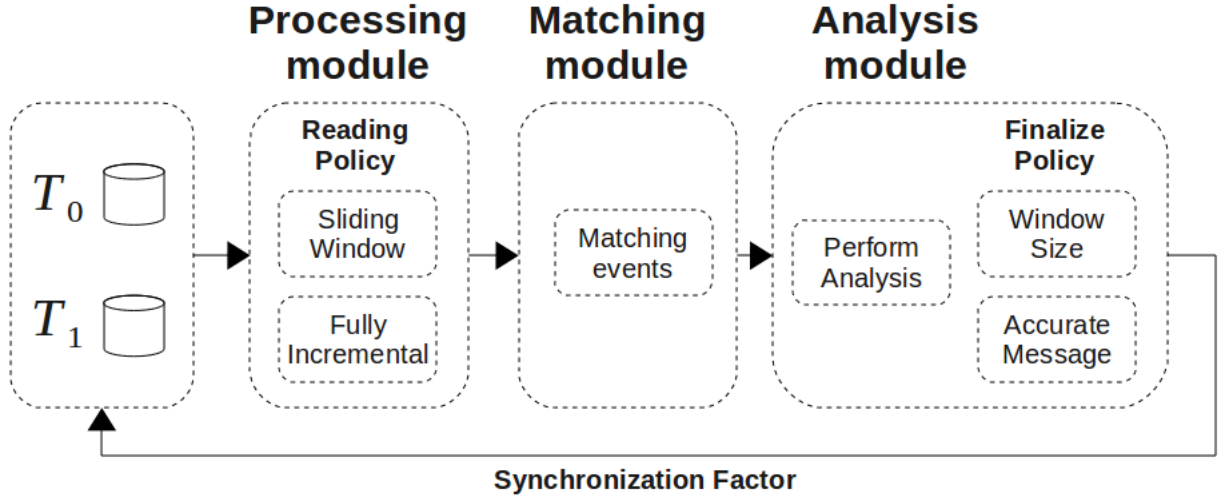 Processing
module
Matching
module
Analysis
module
T0
T1
Reading
Policy
Sliding
Window
Fully
Incremental
Matching
events
Perform
Analysis
Finalize
Policy
Window
Size
Accurate
Message
Synchronization Factor